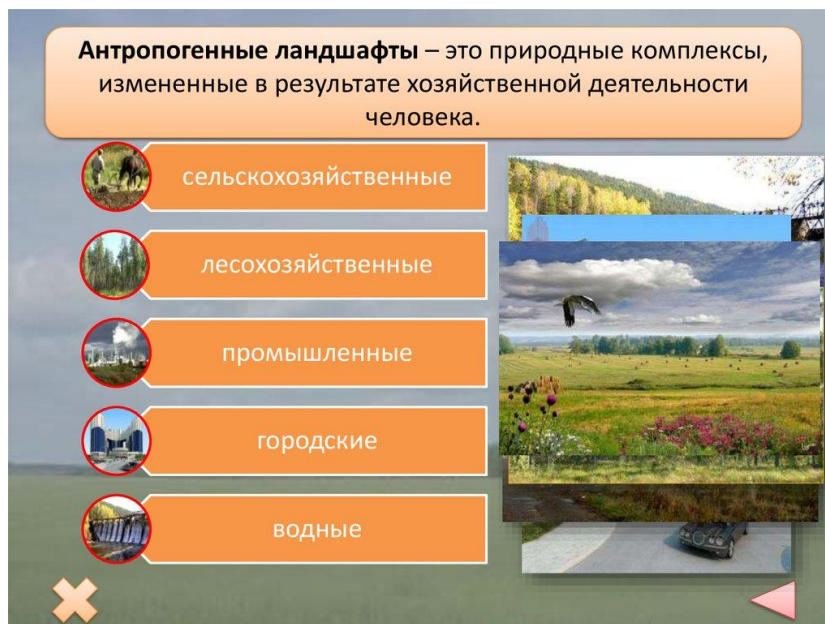 Антропогенные ландшафты – это природные комплексы,
измененные в результате хозяйственной деятельности
человека.
сельскохозяйственные
лесохозяйственные
промышленные
городские
водные